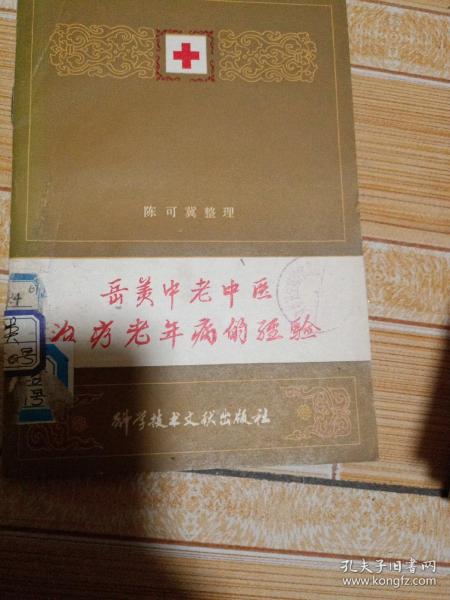 陈可冀整理
岳美中老中医
治疗老年病的经验
科学技术文献出版社
孔夫子旧书网
www.kongfz.com